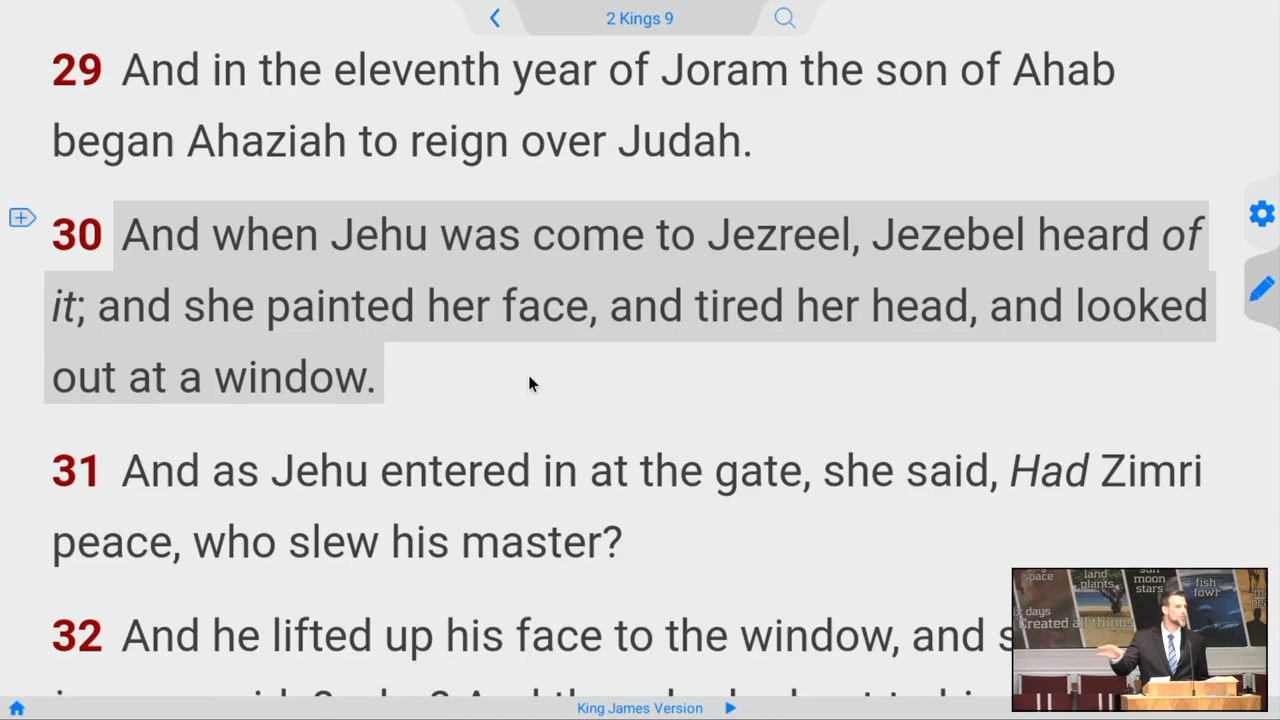 2 Kings 9
29 And in the eleventh year of Joram the son of Ahab
began Ahaziah to reign over Judah.
30 And when Jehu was come to Jezreel, Jezebel heard of
it; and she painted her face, and tired her head, and looked
out at a window.
31 And as Jehu entered in at the gate, she said, Had Zimri
peace, who slew his master?
32 And he lifted up his face to the window, and
space
land
plants
sun
moon
stars
fish
fowl
days
Created all things
King James Version